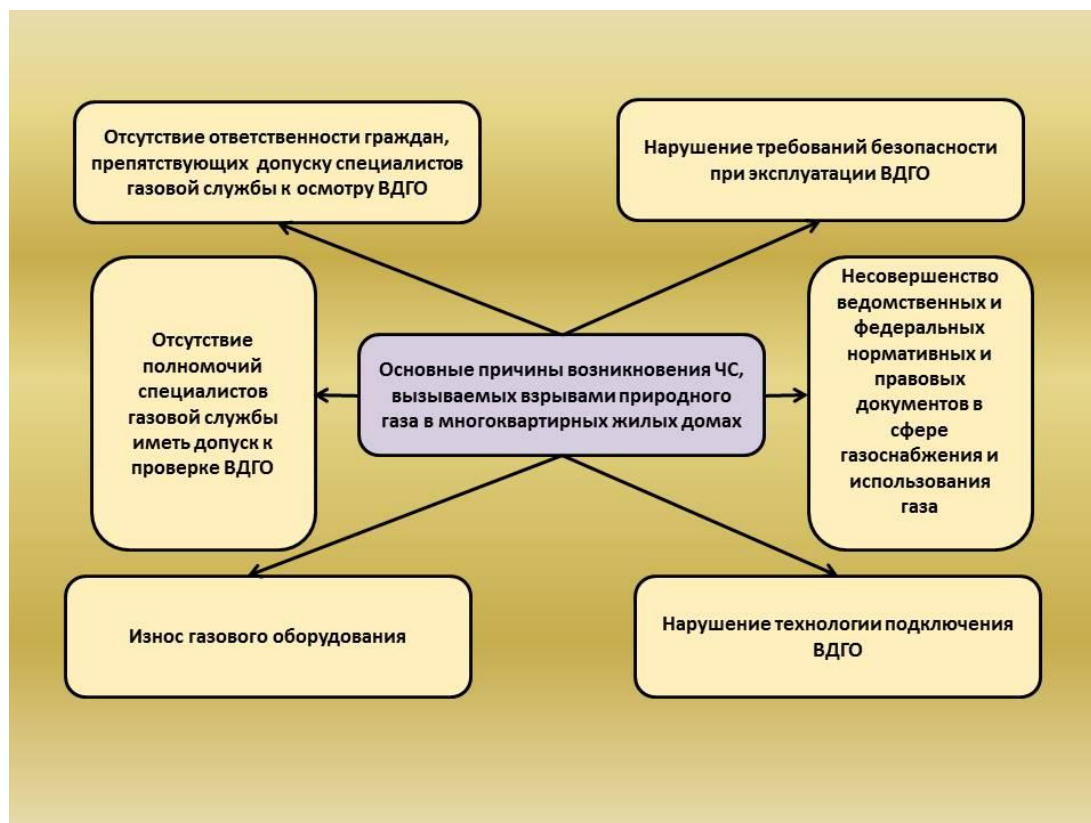 Отсутствие ответственности граждан,
препятствующих допуску специалистов
газовой службы к осмотру ВДГО
Нарушение требований безопасности
при эксплуатации ВДГО
Отсутствие
полномочий
специалистов
газовой службы
иметь допуск к
проверке ВДГО
Основные причины возникновения ЧС,
вызываемых взрывами природного
газа в многоквартирных жилых домах
Несовершенство
ведомственных и
федеральных
нормативных и
правовых
документов в
сфере
газоснабжения и
использования
газа
Износ газового оборудования
Нарушение технологии подключения
ВДГО